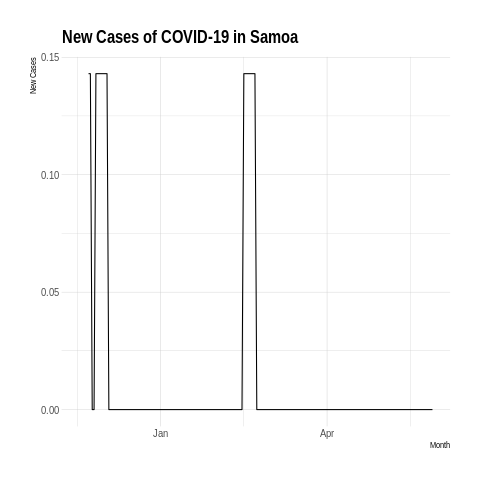 New Cases of COVID-19 in Samoa
New Cases
0.15
0.10
0.05
0.00
Jan
Apr
Month